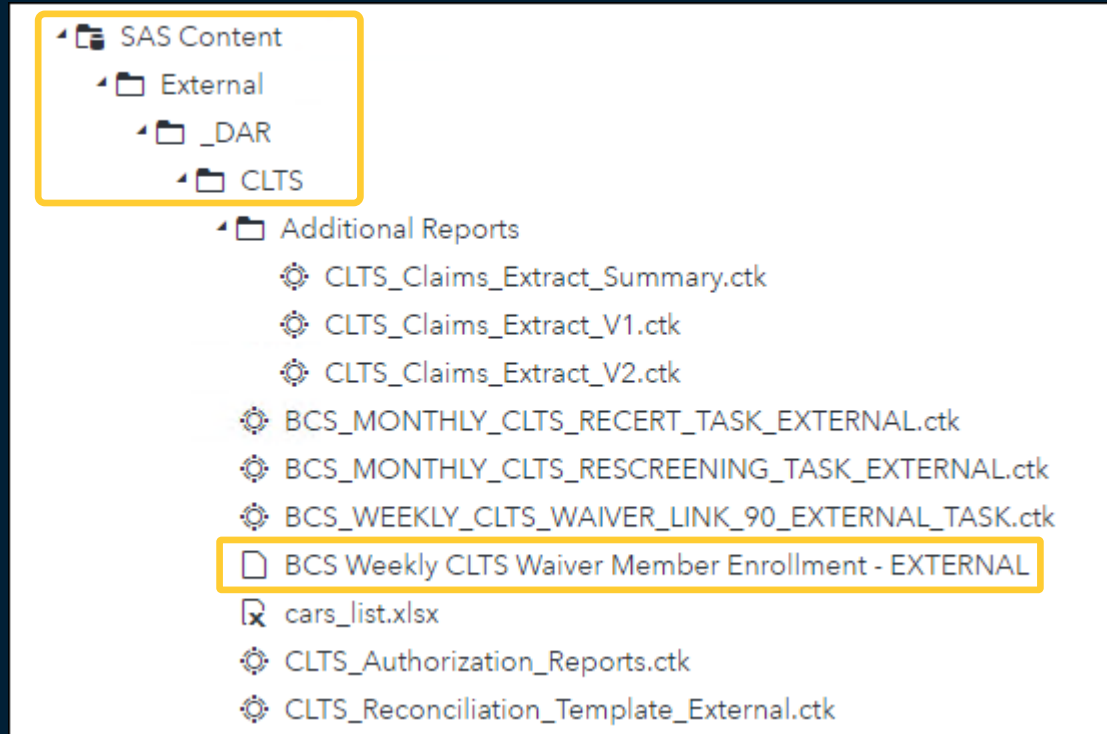 SAS Content
External
_DAR
CLTS
Additional Reports
CLTS_Claims_Extract_Summary.ctk
CLTS_Claims_Extract_V1.ctk
CLTS_Claims_Extract_V2.ctk
BCS_MONTHLY_CLTS_RECERT_TASK_EXTERNAL.ctk
BCS_MONTHLY_CLTS_RESCREENING_TASK_EXTERNAL.ctk
BCS_WEEKLY_CLTS_WAIVER_LINK_90_EXTERNAL_TASK.ctk
BCS Weekly CLTS Waiver Member Enrollment - EXTERNAL
cars_list.xlsx
CLTS_Authorization_Reports.ctk
CLTS_Reconciliation_Template_External.ctk